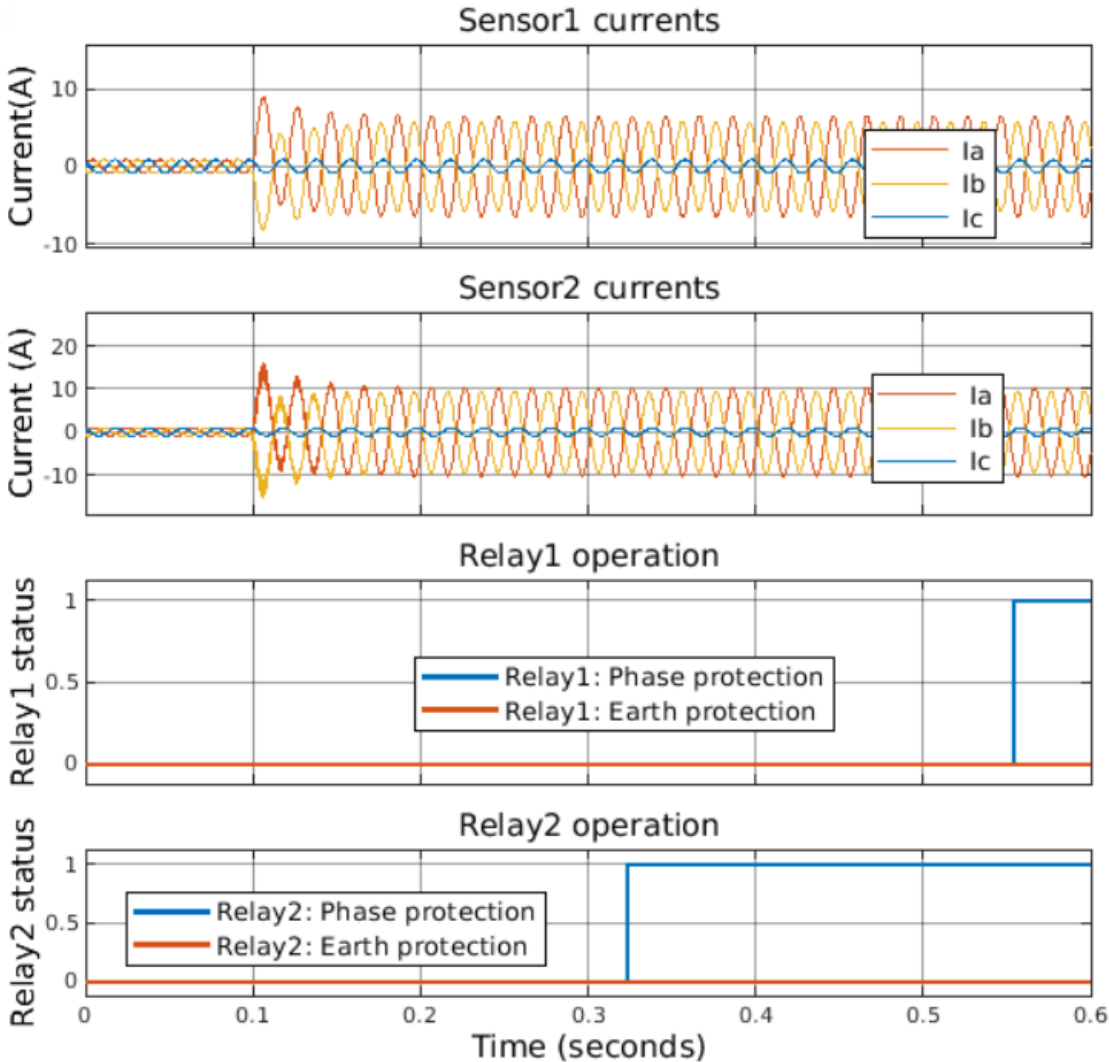 Sensor1 currents
Current(A)
10
0
-10
Ia
Ib
Ic
Sensor2 currents
Current (A)
20
10
0
-10
Ia
Ib
Ic
Relay1 operation
Relay1 status
1
0.5
0
Relay1: Phase protection
Relay1: Earth protection
Relay2 operation
Relay2 status
1
0.5
0
Relay2: Phase protection
Relay2: Earth protection
0 0.1 0.2 0.3 0.4 0.5 0.6
Time (seconds)